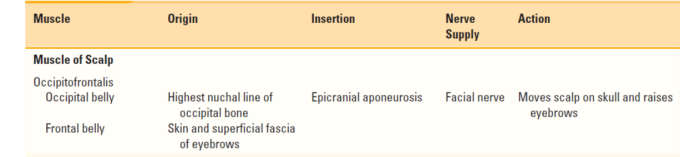 Muscle Origin Insertion Nerve Supply Action
Muscle of Scalp
Occipitofrontalis
Occipital belly Highest nuchal line of occipital bone Epicranial aponeurosis Facial nerve Moves scalp on skull and raises eyebrows
Frontal belly Skin and superficial fascia of eyebrows